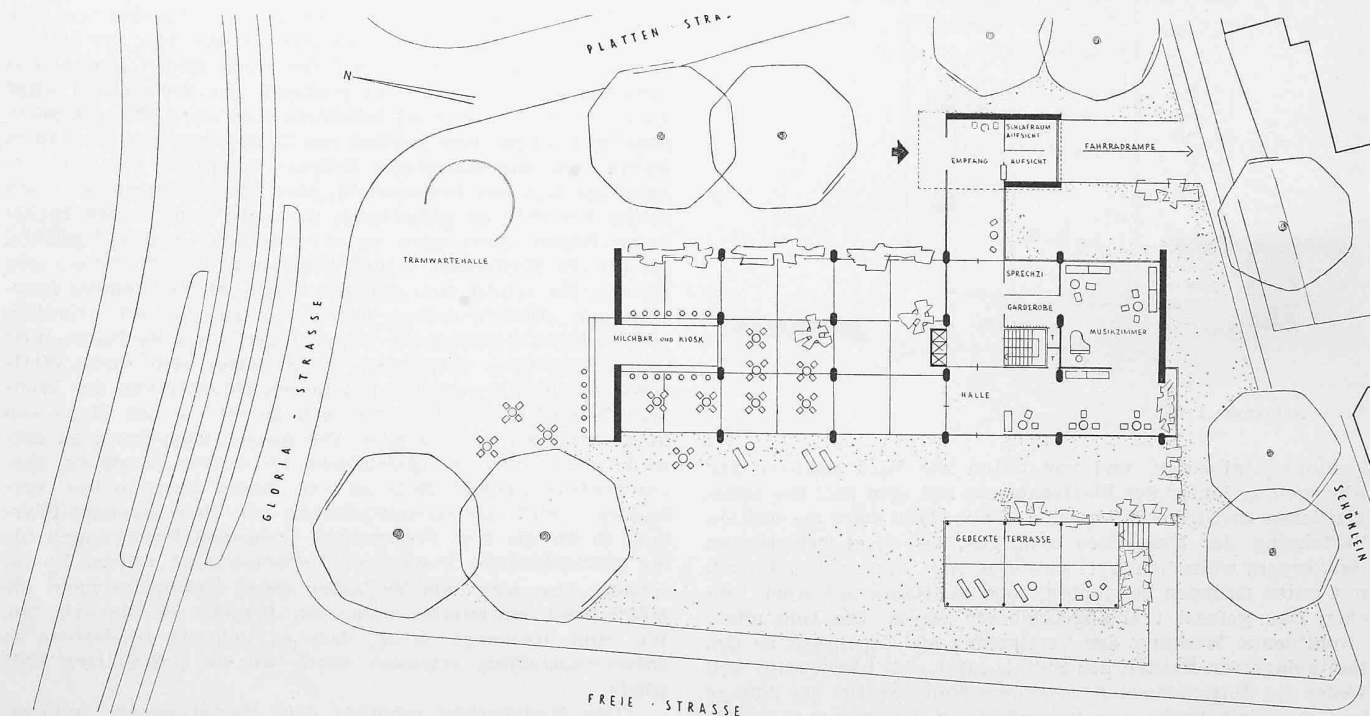 PLATTEN · STRA
N
SCHLAFRAUM
AUFSICHT
EMPFANG
AUFSICHT
FAHRRADRAMPE
TRAMWARTEHALLE
SPRECHZI
GARDEROBE
MILCHBAR UND KIOSK
MUSIKZIMMER
T
T
HALLE
GLORIA STRASSE
GEDECKTE TERRASSE
SCHÖNLEIN
FREIE · STRASSE